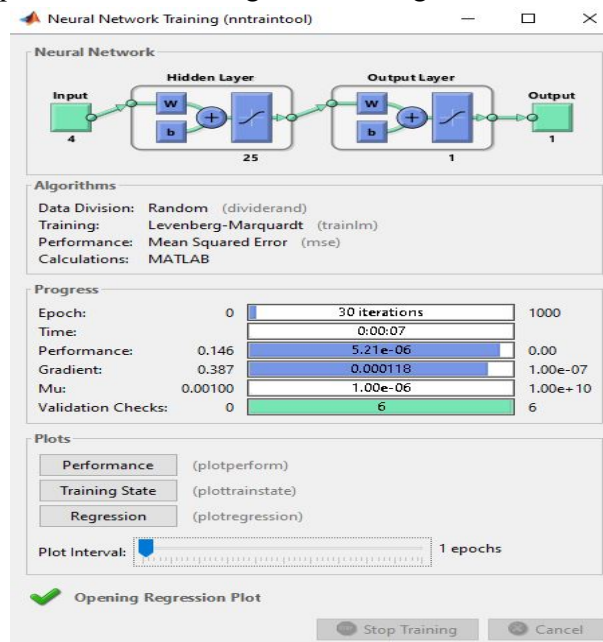 Neural Network Training (nntraintool)
Neural Network
Hidden Layer Output Layer
Input W W Output
b b
4 25 1 1
Algorithms
Data Division: Random (dividerand)
Training: Levenberg-Marquardt (trainlm)
Performance: Mean Squared Error (mse)
Calculations: MATLAB
Progress
Epoch: 0 30 iterations 1000
Time: 0:00:07
Performance: 0.146 5.21e-06 0.00
Gradient: 0.387 0.000118 1.00e-07
Mu: 0.00100 1.00e-06 1.00e+10
Validation Checks: 0 6 6
Plots
Performance (plotperform)
Training State (plottrainstate)
Regression (plotregression)
Plot Interval: 1 epochs
Opening Regression Plot
Stop Training Cancel